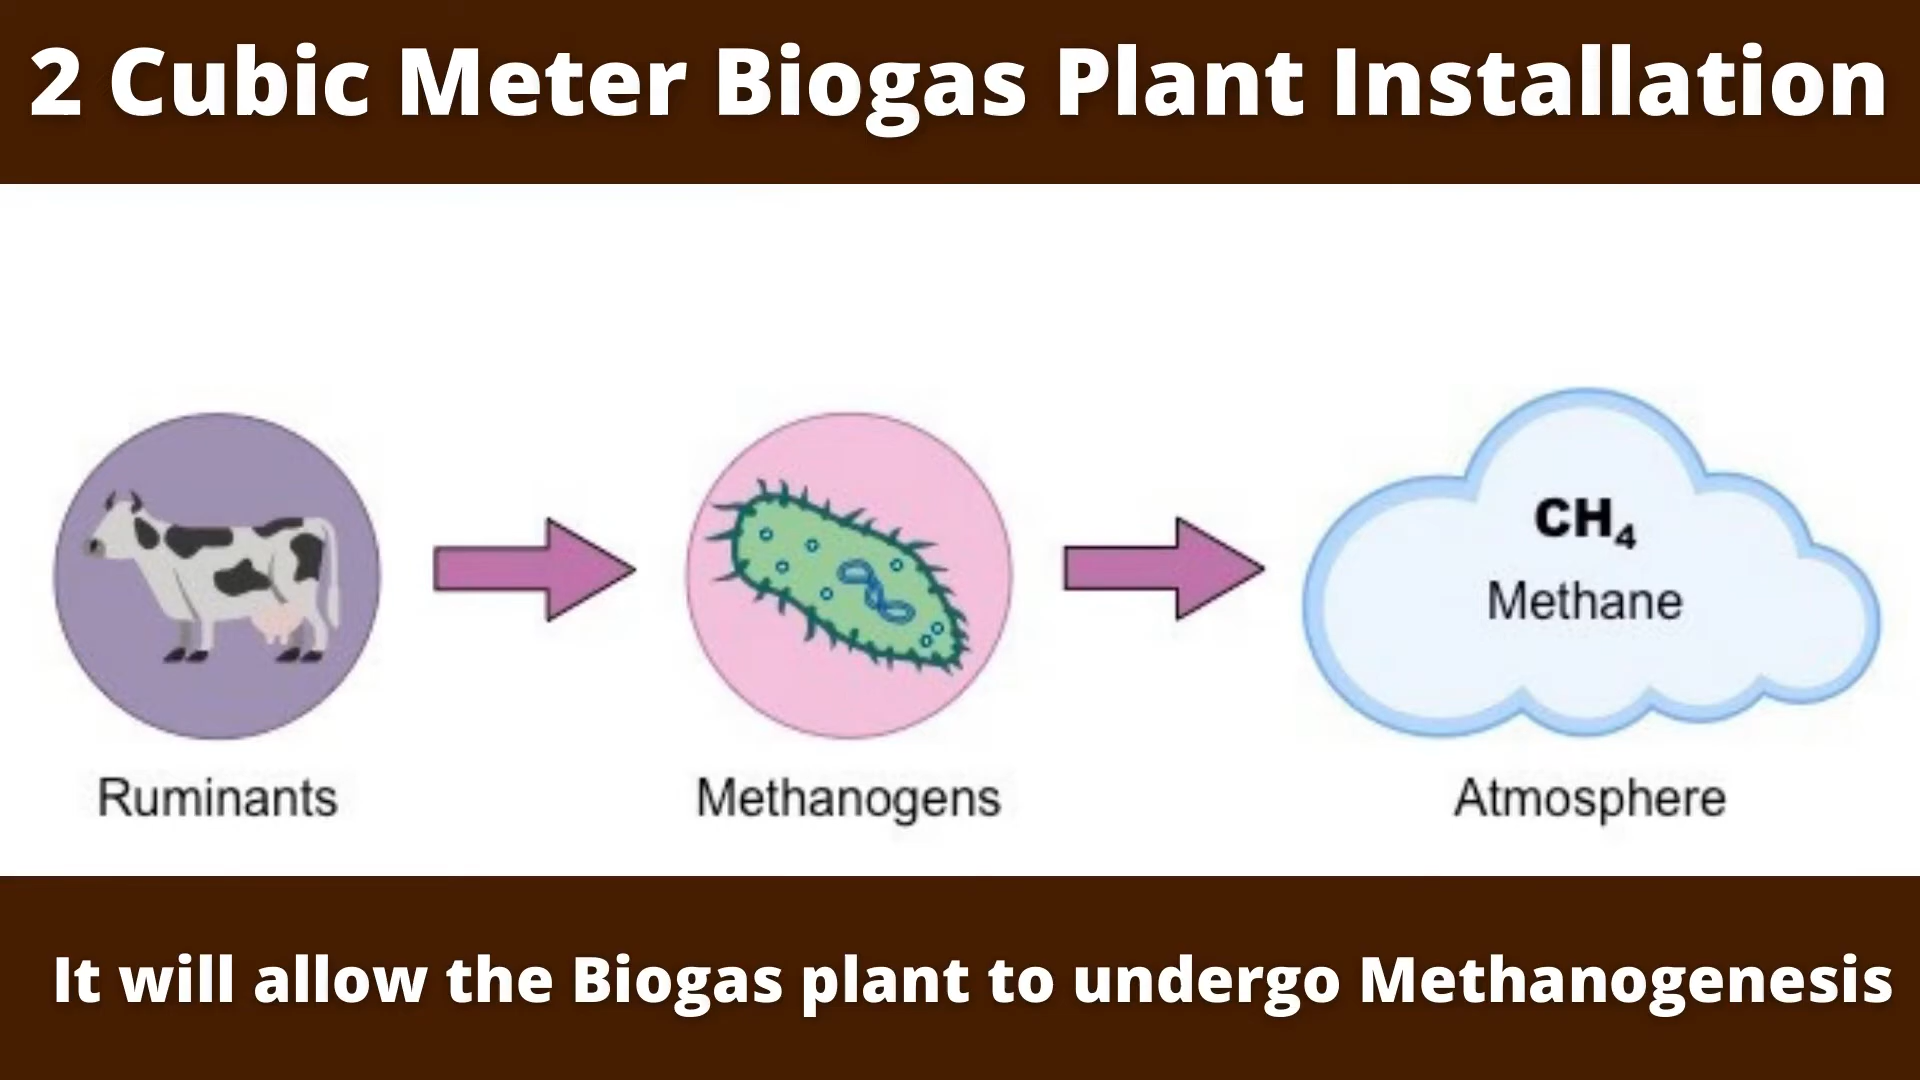 2 Cubic Meter Biogas Plant Installation
CH₄
Methane
Ruminants
Methanogens
Atmosphere
It will allow the Biogas plant to undergo Methanogenesis